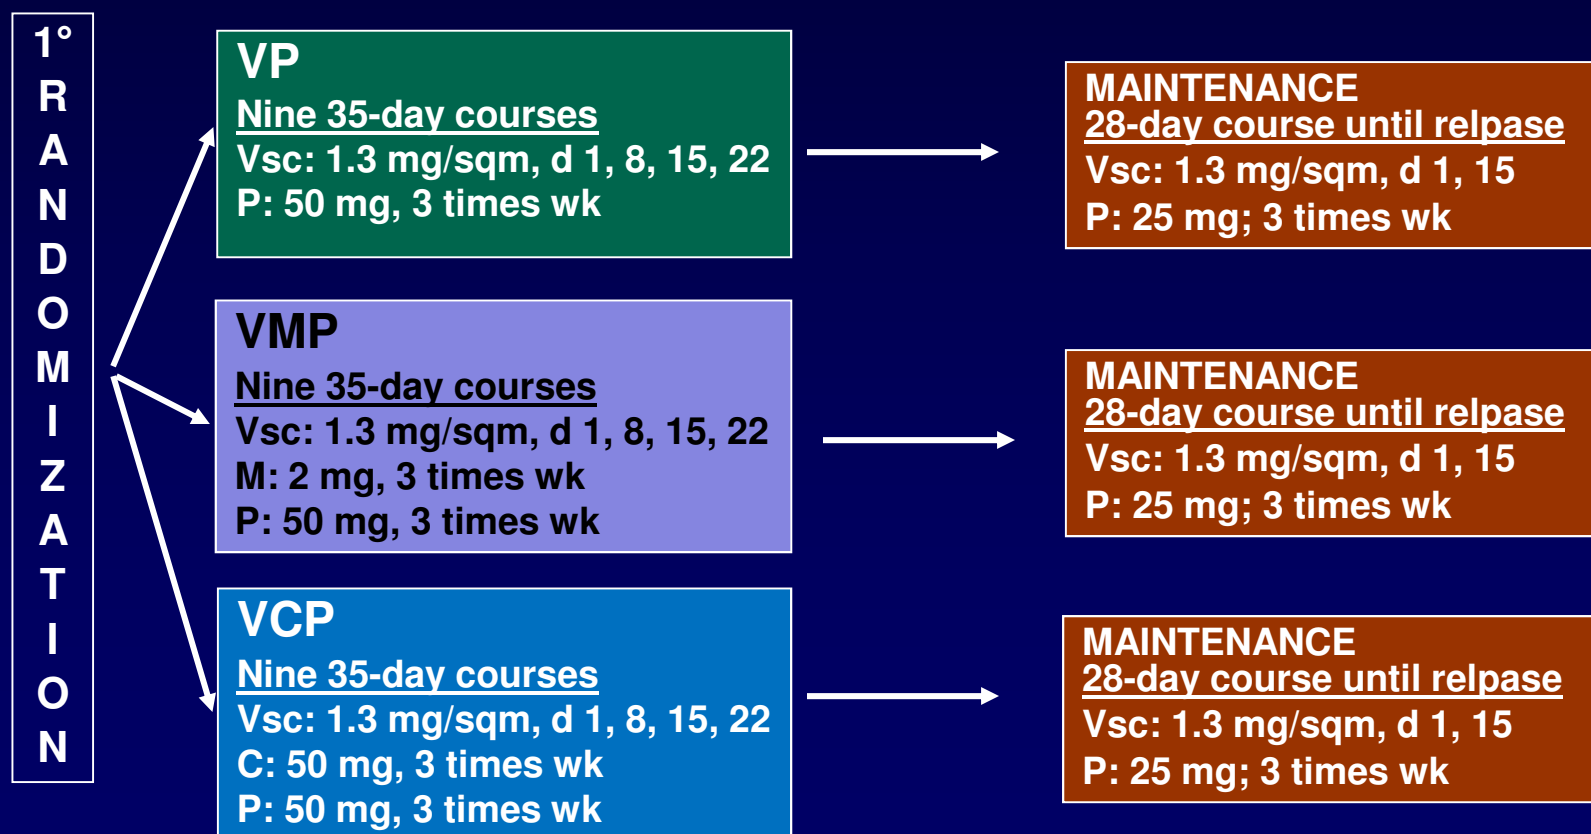 1°
R
A
N
D
O
M
I
Z
A
T
I
O
N
VP
Nine 35-day courses
Vsc: 1.3 mg/sqm, d 1, 8, 15, 22
P: 50 mg, 3 times wk
MAINTENANCE
28-day course until relpase
Vsc: 1.3 mg/sqm, d 1, 15
P: 25 mg; 3 times wk
VMP
Nine 35-day courses
Vsc: 1.3 mg/sqm, d 1, 8, 15, 22
M: 2 mg, 3 times wk
P: 50 mg, 3 times wk
MAINTENANCE
28-day course until relpase
Vsc: 1.3 mg/sqm, d 1, 15
P: 25 mg; 3 times wk
VCP
Nine 35-day courses
Vsc: 1.3 mg/sqm, d 1, 8, 15, 22
C: 50 mg, 3 times wk
P: 50 mg, 3 times wk
MAINTENANCE
28-day course until relpase
Vsc: 1.3 mg/sqm, d 1, 15
P: 25 mg; 3 times wk